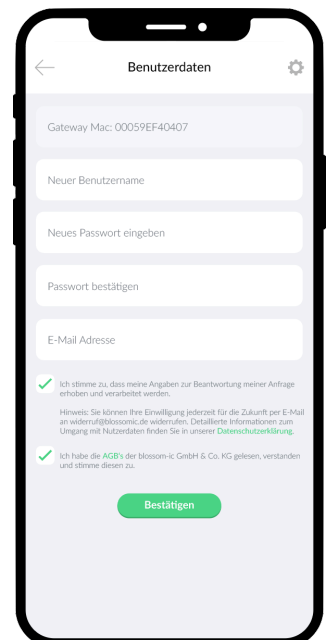 Benutzerdaten
Gateway Mac: 00059EF40407
Neuer Benutzername
Neues Passwort eingeben
Passwort bestätigen
E-Mail Adresse
Ich stimme zu, dass meine Angaben zur Beantwortung meiner Anfrage
erhoben und verarbeitet werden.
Hinweis: Sie können Ihre Einwilligung jederzeit für die Zukunft per E-Mail
an widerruf@blossomic.de widerrufen. Detaillierte Informationen zum
Umgang mit Nutzerdaten finden Sie in unserer Datenschutzerklärung.
Ich habe die AGB's der blossom-ic GmbH & Co. KG gelesen, verstanden
und stimme diesen zu.
Bestätigen